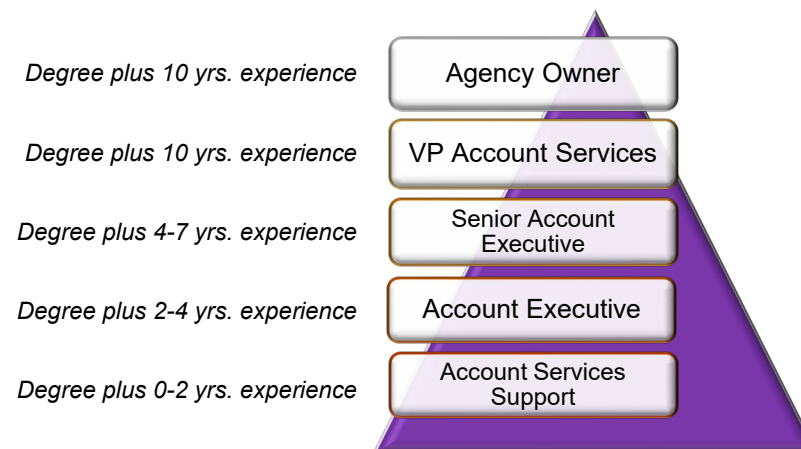 Degree plus 10 yrs. experience
Agency Owner
Degree plus 10 yrs. experience
VP Account Services
Degree plus 4-7 yrs. experience
Senior Account
Executive
Degree plus 2-4 yrs. experience
Account Executive
Degree plus 0-2 yrs. experience
Account Services
Support